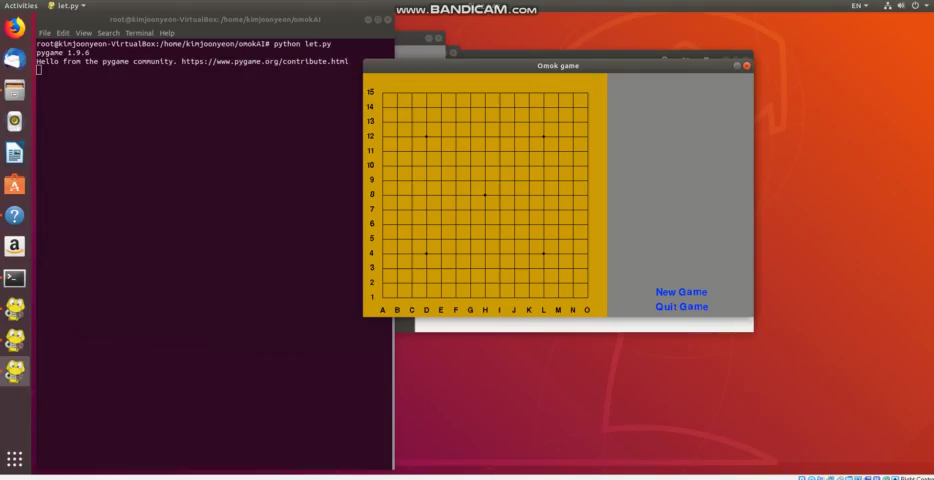 www.BANDICAM.com
Activities
let.py
EN
root@kimjoonyeon-VirtualBox: /home/kimjoonyeon/omokAI
File Edit View Search Terminal Help
root@kimjoonyeon-VirtualBox:/home/kimjoonyeon/omokAI# python let.py
pygame 1.9.6
Hello from the pygame community. https://www.pygame.org/contribute.html
Omok game
15
14
13
12
11
10
9
8
7
6
5
4
3
2
1
A B C D E F G H I J K L M N O
New Game
Quit Game